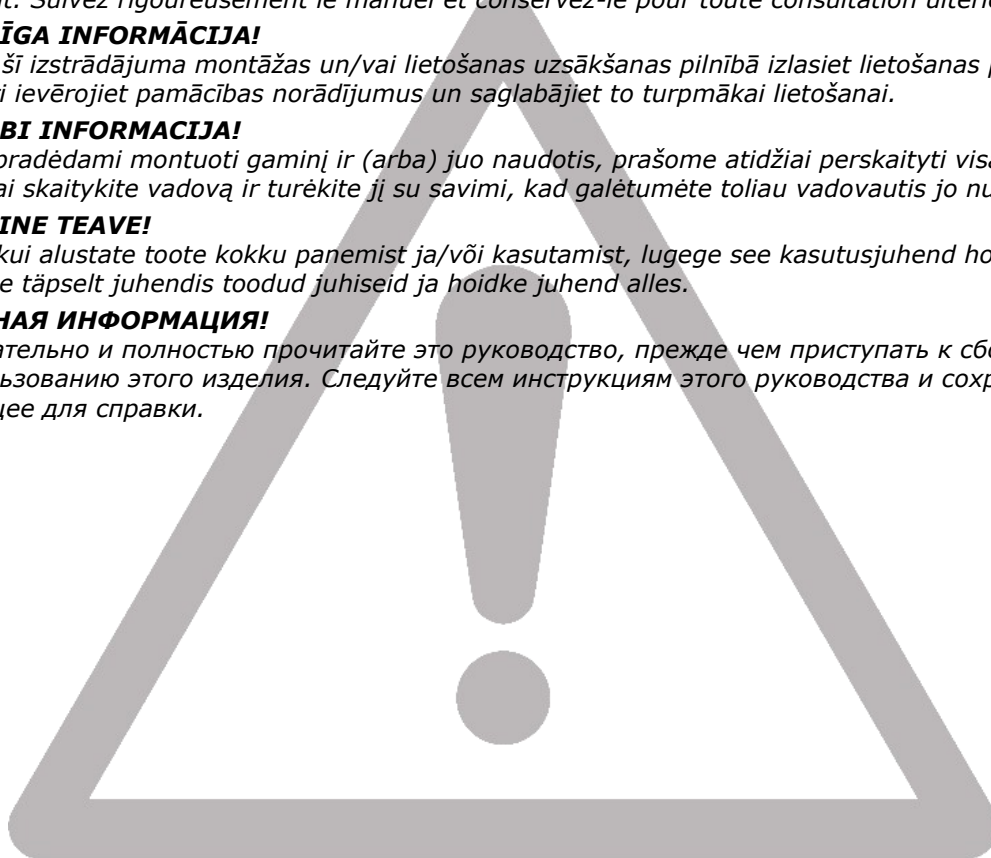 t. Suivez rigoureusement le manuel et conservez-le pour toute consultation ultérie
ĪGA INFORMĀCIJA!
šī izstrādājuma montāžas un/vai lietošanas uzsākšanas pilnībā izlasiet lietošanas p
i ievērojiet pamācības norādījumus un saglabājiet to turpmākai lietošanai.
BI INFORMACIJA!
pradėdami montuoti gaminį ir (arba) juo naudotis, prašome atidžiai perskaityti vis
ai skaitykite vadovą ir turėkite jį su savimi, kad galėtumėte toliau vadovautis jo nu
INE TEAVE!
kui alustate toote kokku panemist ja/või kasutamist, lugege see kasutusjuhend ho
e täpselt juhendis toodud juhiseid ja hoidke juhend alles.
НАЯ ИНФОРМАЦИЯ!
ательно и полностью прочитайте это руководство, прежде чем приступать к сбо
ьзованию этого изделия. Следуйте всем инструкциям этого руководства и сохр
щее для справки.